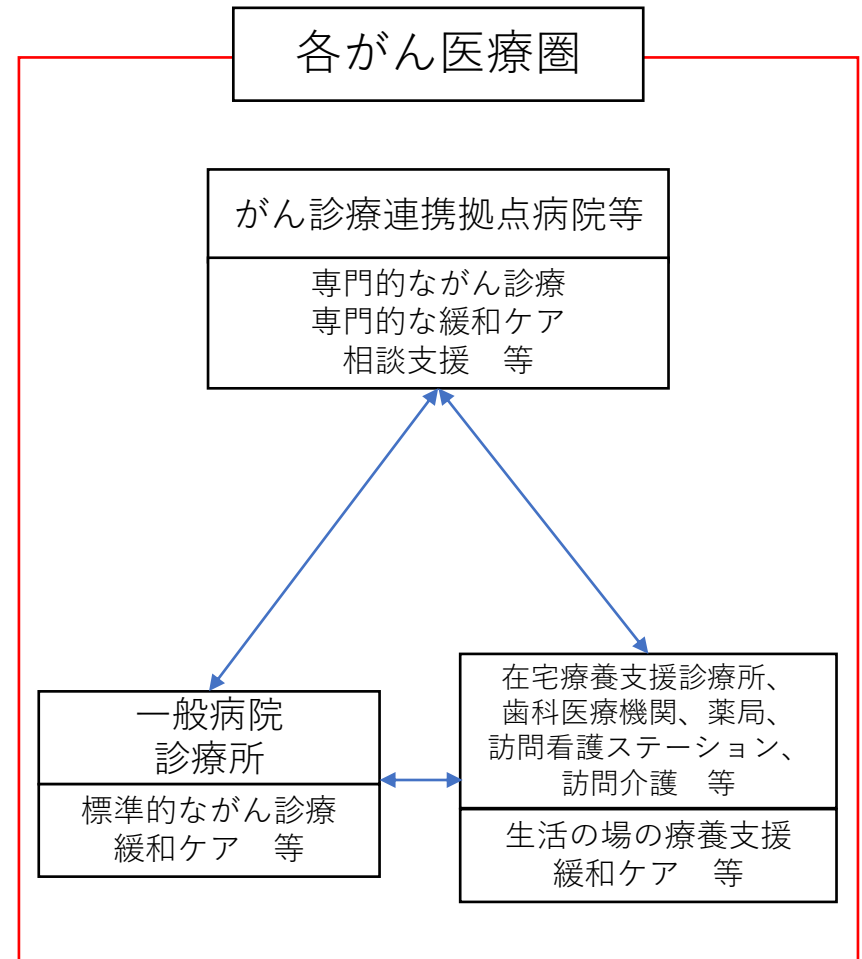 各がん医療圏
がん診療連携拠点病院等
専門的ながん診療
専門的な緩和ケア
相談支援　等
一般病院
診療所
標準的ながん診療
緩和ケア　等
在宅療養支援診療所、
歯科医療機関、薬局、
訪問看護ステーション、
訪問介護　等
生活の場の療養支援
緩和ケア　等